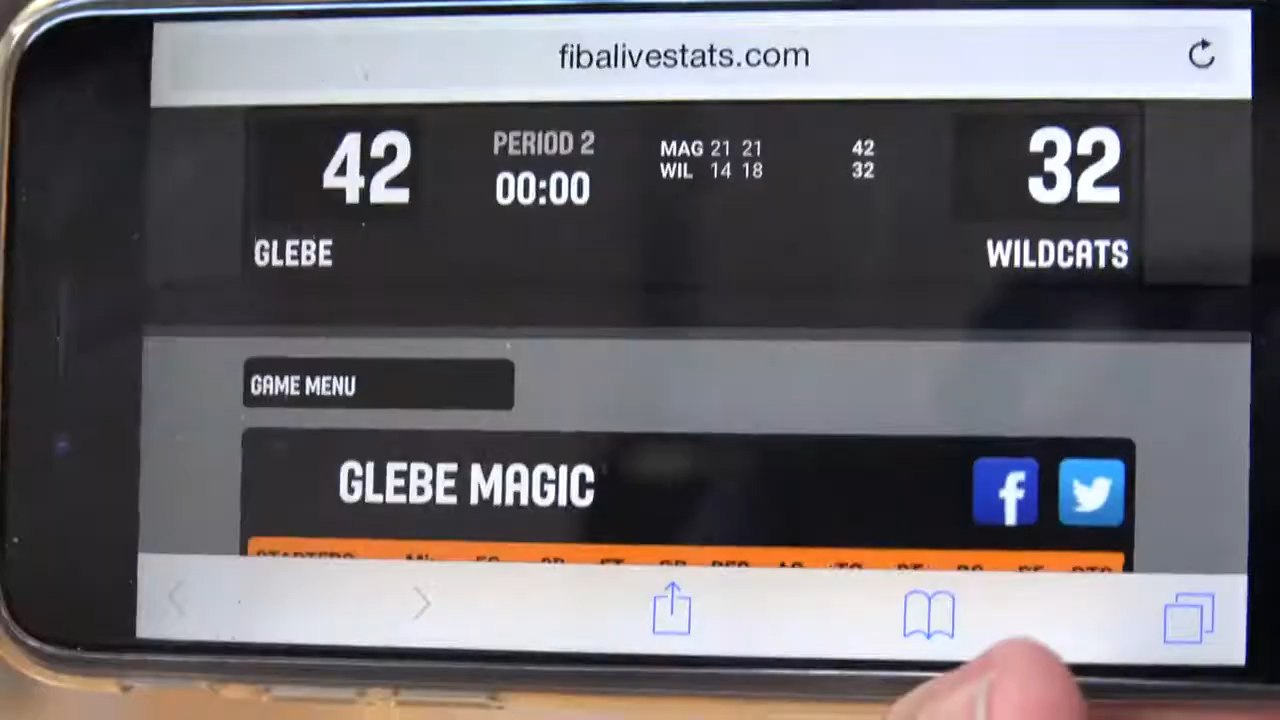 fibalivestats.com
42 PERIOD 2 MAG 21 21 42 32
00:00 WIL 14 18 32
GLEBE WILDCATS
GAME MENU
GLEBE MAGIC
STARTERS